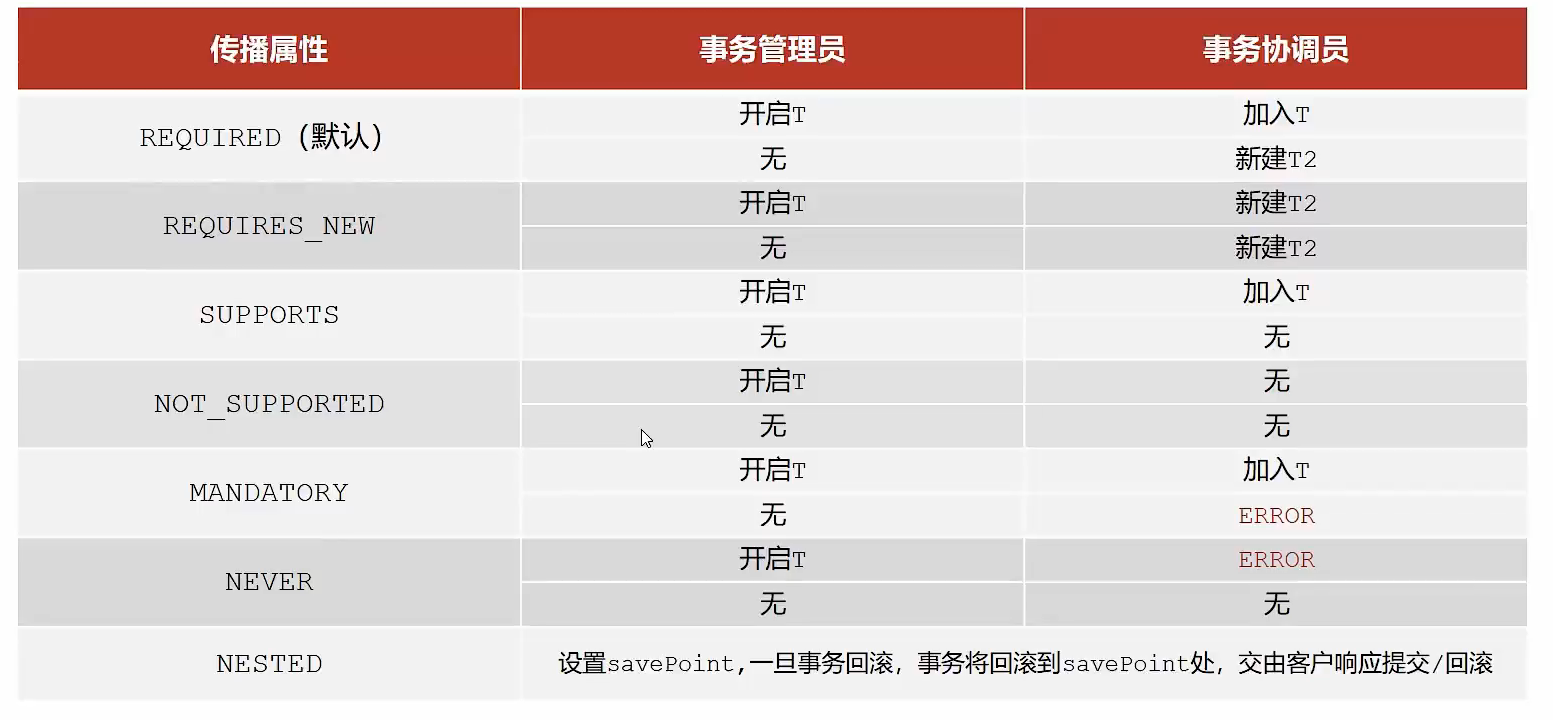 传播属性 事务管理员 事务协调员
REQUIRED（默认） 开启T 加入T
无 新建T2
REQUIRES_NEW 开启T 新建T2
无 新建T2
SUPPORTS 开启T 加入T
无 无
NOT_SUPPORTED 开启T 无
无 无
MANDATORY 开启T 加入T
无 ERROR
NEVER 开启T ERROR
无 无
NESTED 设置savePoint,一旦事务回滚，事务将回滚到savePoint处，交由客户响应提交/回滚